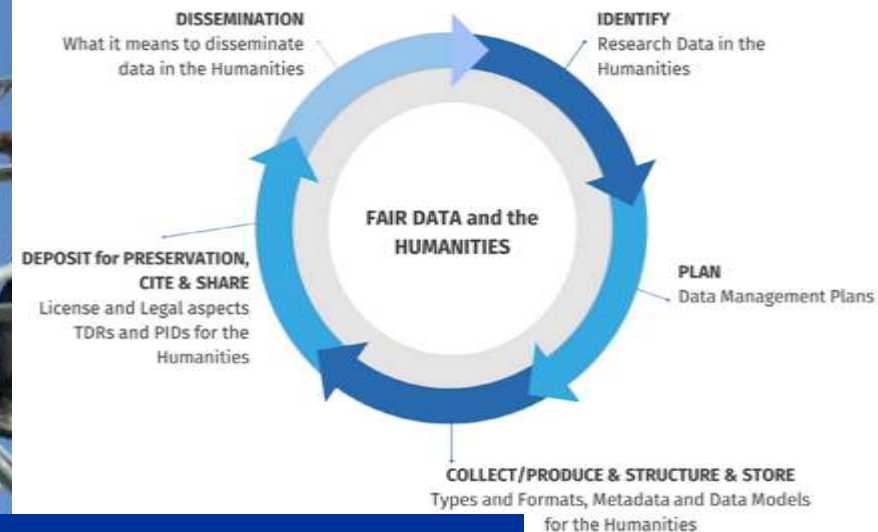 DISSEMINATION
What it means to disseminate
data in the Humanities
IDENTIFY
Research Data in the
Humanities
FAIR DATA and the
HUMANITIES
PLAN
Data Management Plans
DEPOSIT for PRESERVATION,
CITE & SHARE
License and Legal aspects
TDRs and PIDs for the
Humanities
COLLECT/PRODUCE & STRUCTURE & STORE
Types and Formats, Metadata and Data Models
for the Humanities